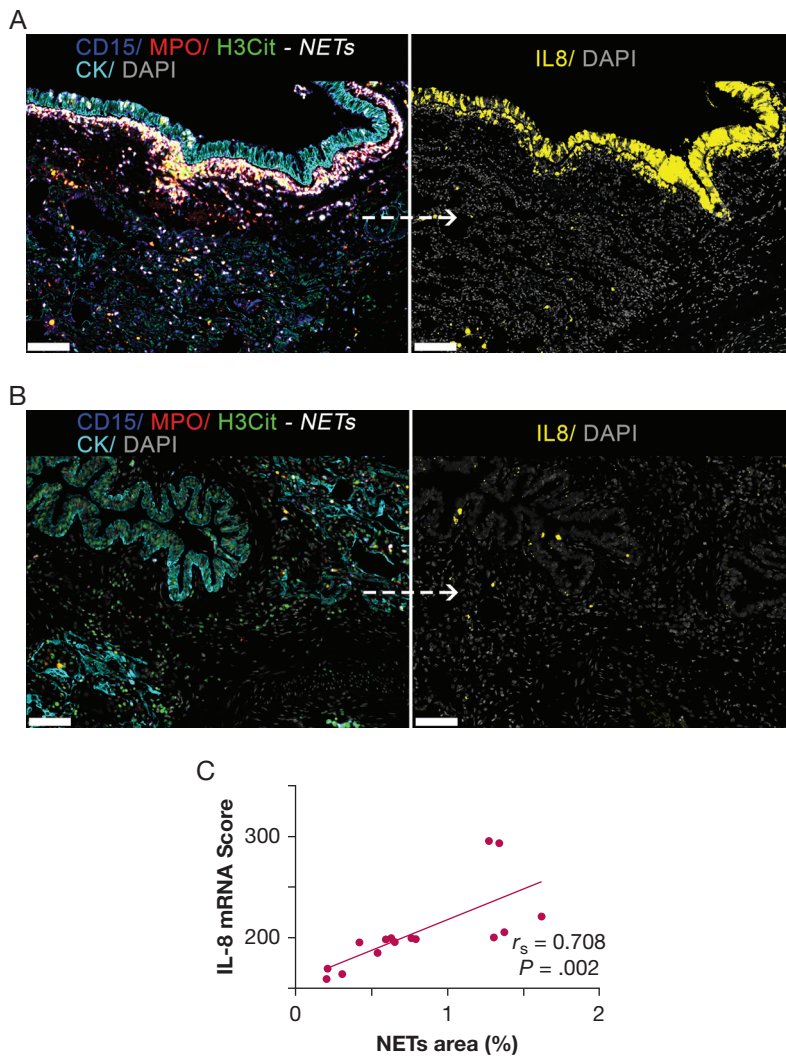 A
CD15/ MPO/ H3Cit - NETs
CK/ DAPI
IL8/ DAPI
B
CD15/ MPO/ H3Cit - NETs
CK/ DAPI
IL8/ DAPI
C
IL-8 mRNA Score
300
200
rs = 0.708
P = .002
0
1
2
NETs area (%)